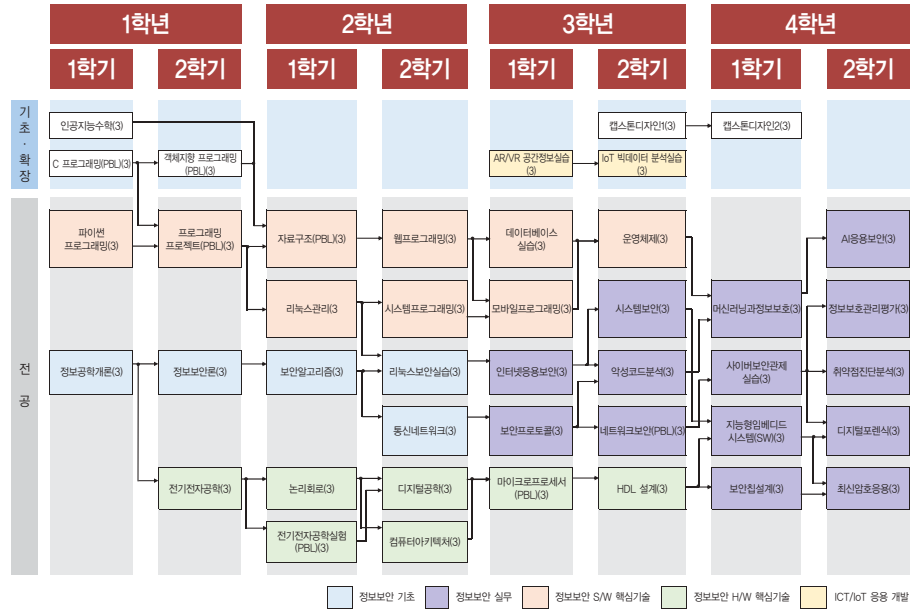 1학년 2학년 3학년 4학년
1학기 2학기 1학기 2학기 1학기 2학기 1학기 2학기
기초·확장
인공지능수학(3)
캡스톤디자인1(3)
캡스톤디자인2(3)
C 프로그래밍(PBL)(3)
객체지향 프로그래밍
(PBL)(3)
AR/VR 공간정보실습
(3)
IoT 빅데이터 분석실습
(3)
전공
파이썬
프로그래밍(3)
프로그래밍
프로젝트(PBL)(3)
자료구조(PBL)(3)
웹프로그래밍(3)
데이터베이스
실습(3)
운영체제(3)
AI응용보안(3)
리눅스관리(3
시스템프로그래밍(3)
모바일프로그래밍(3)
시스템보안(3)
머신러닝과정보보호(3)
정보보호관리평가(3)
정보공학개론(3)
정보보안론(3)
보안알고리즘(3)
리눅스보안실습(3)
인터넷응용보안(3)
악성코드분석(3)
사이버보안관제
실습(3)
취약점진단분석(3)
통신네트워크(3)
보안프로토콜(3)
네트워크보안(PBL)(3)
지능형임베디드
시스템(SW)(3)
디지털포렌식(3)
전기전자공학(3)
논리회로(3)
디지털공학(3)
마이크로프로세서
(PBL)(3)
HDL 설계(3)
보안칩설계(3)
최신암호응용(3)
전기전자공학실험
(PBL)(3)
컴퓨터아키텍처(3)
정보보안 기초
정보보안 실무
정보보안 S/W 핵심기술
정보보안 H/W 핵심기술
ICT/IoT 응용 개발